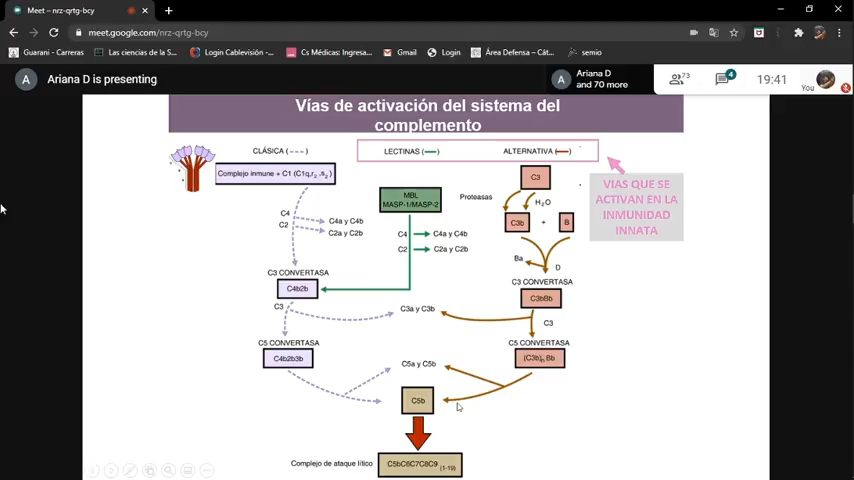 Meet – nrz-qrtg-bcy
meet.google.com/nrz-qrtg-bcy
Guarani - Carreras
Las ciencias de la S...
Login Cablevisión...
Cs Médicas: Ingresa...
Gmail
Login
Área Defensa – Cát...
semio
A
Ariana D is presenting
A
Ariana D
and 70 more
73
4
19:41
You
Vías de activación del sistema del
complemento
CLÁSICA (---)
LECTINAS (—)
ALTERNATIVA (—)
VIAS QUE SE
ACTIVAN EN LA
INMUNIDAD
INNATA
Complejo inmune + C1 (C1q,r2,s2)
MBL
MASP-1/MASP-2
Proteasas
C3
H2O
C3b
+
B
C4
C2
C4a y C4b
C2a y C2b
C4
C2
C4a y C4b
C2a y C2b
Ba
D
C3 CONVERTASA
C4b2b
C3 CONVERTASA
C3bBb
C3
C3a y C3b
C3
C5 CONVERTASA
C4b2b3b
C5 CONVERTASA
(C3b)nBb
C5a y C5b
C5b
Complejo de ataque lítico
C5bC6C7C8C9 (1-19)